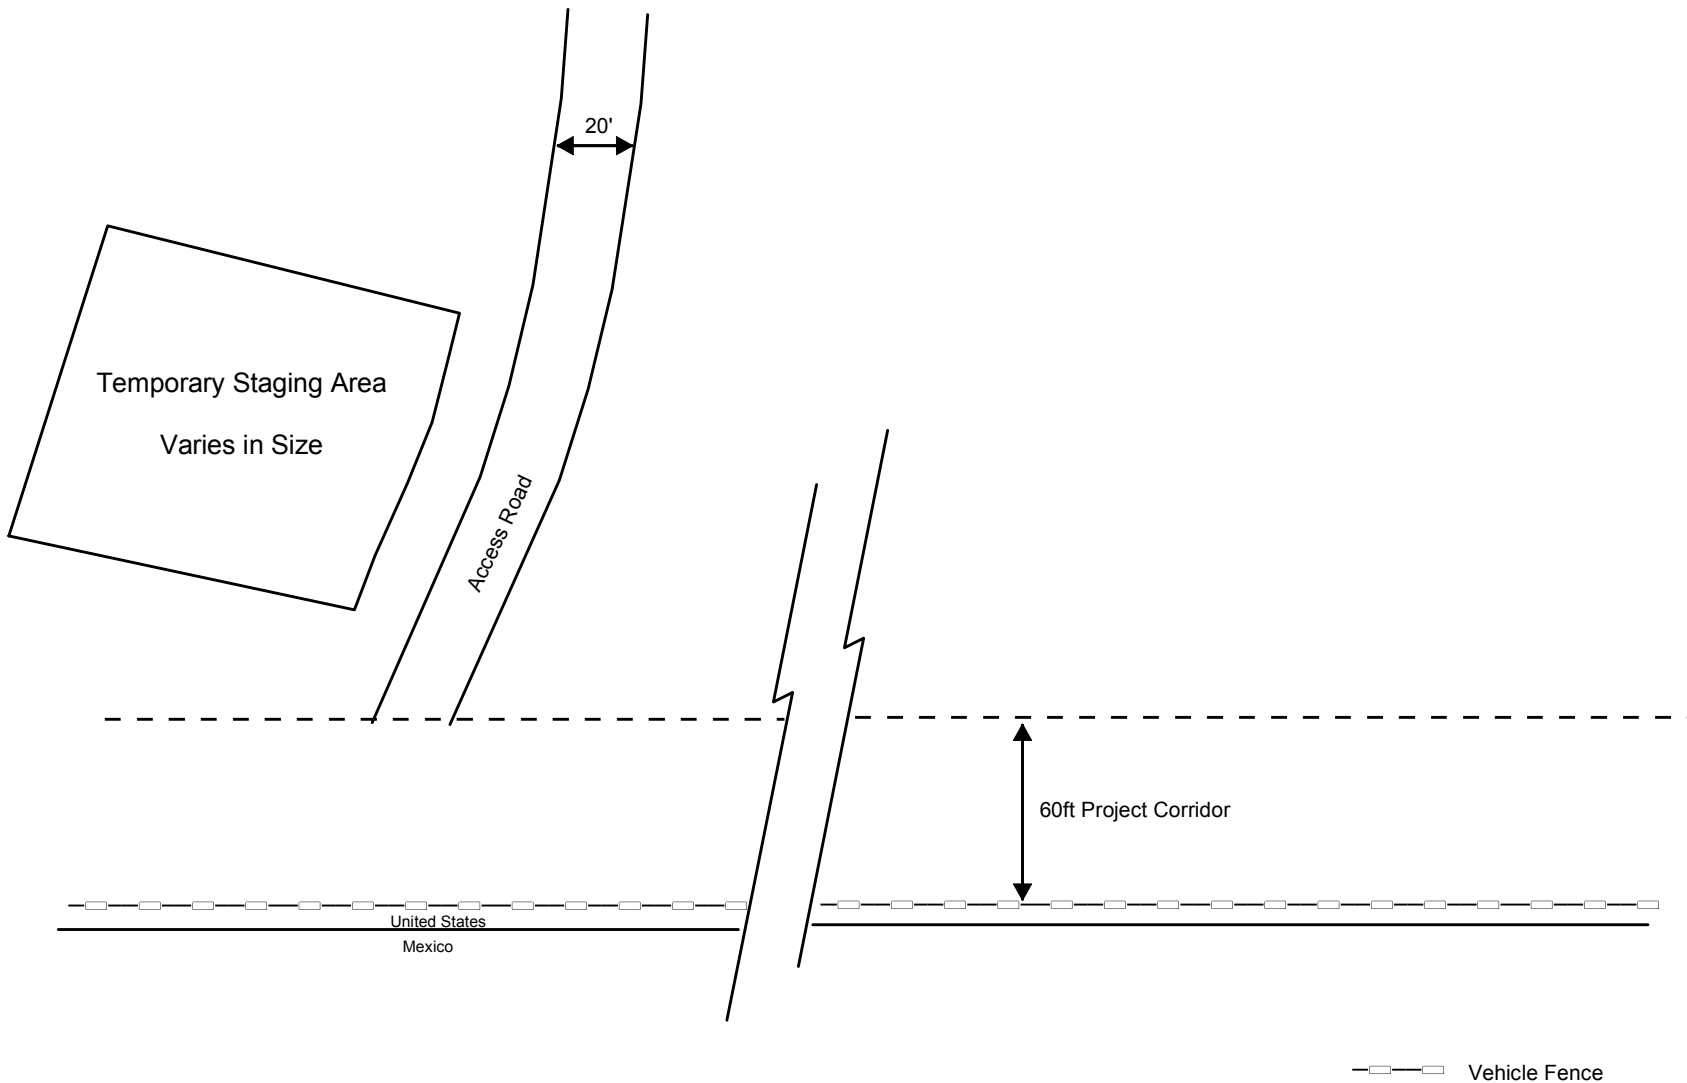 20'
Temporary Staging Area
Varies in Size
Access Road
60ft Project Corridor
United States
Mexico
Vehicle Fence